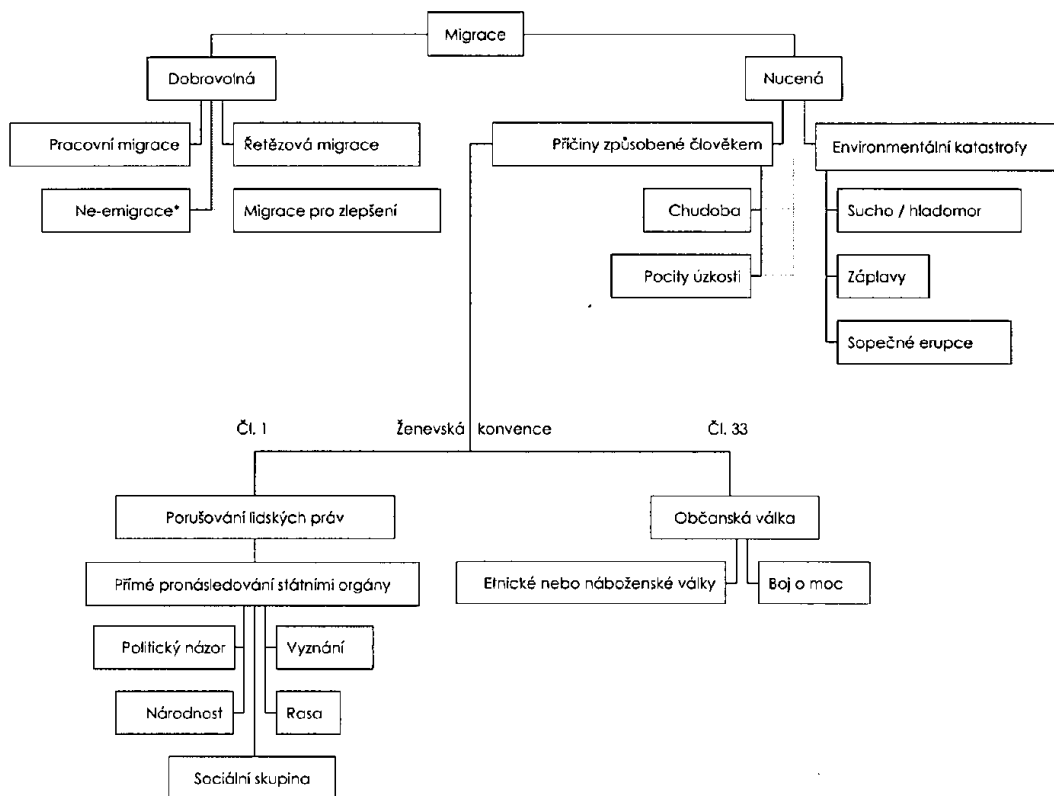 Migrace
Dobrovolná
Nucená
Pracovní migrace
Řetězová migrace
Příčiny způsobené člověkem
Environmentální katastrofy
Ne-emigrace*
Migrace pro zlepšení
Chudoba
Sucho / hladomor
Pocity úzkosti
Záplavy
Sopečné erupce
Čl. 1
Ženevská konvence
Čl. 33
Porušování lidských práv
Občanská válka
Přímé pronásledování státními orgány
Etnické nebo náboženské války
Boj o moc
Politický názor
Vyznání
Národnost
Rasa
Sociální skupina